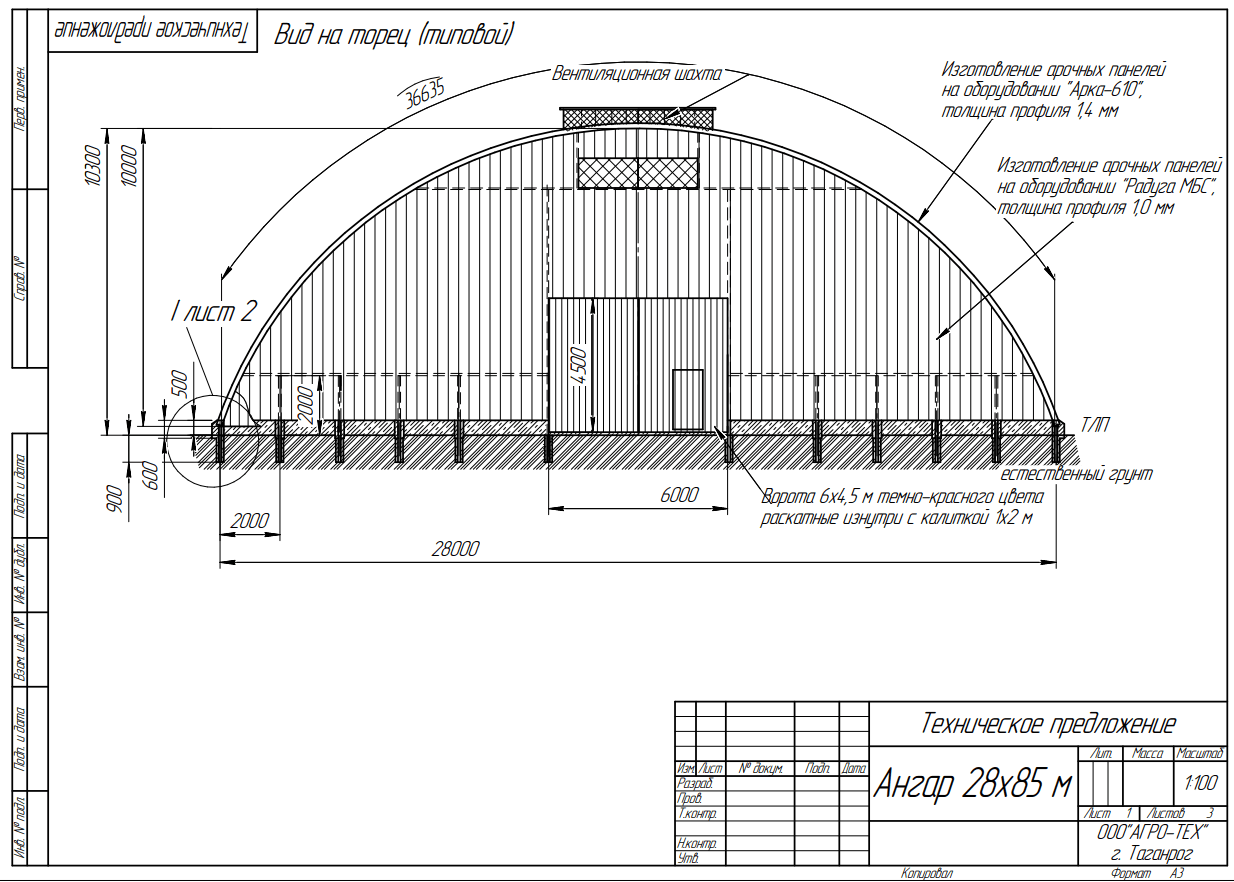 Техническое предложение
Вид на торец (типовой)
Вентиляционная шахта
36635
Изготовление арочных панелей
на оборудовании "Арка-610",
толщина профиля 1,4 мм
Изготовление арочных панелей
на оборудовании "Радуга МБС",
толщина профиля 1,0 мм
10300
10000
I лист 2
500
2000
4500
ТЛП
600
900
естественный грунт
6000
Ворота 6х4,5 м темно-красного цвета
раскатные изнутри с калиткой 1х2 м
2000
28000
Перв. примен.
Справ. №
Подп. и дата
Инв. № дубл.
Взам. инв. №
Подп. и дата
Инв. № подл.
Техническое предложение
Изм. Лист № докум. Подп. Дата
Разраб.
Пров.
Т.контр.
Н.контр.
Утв.
Ангар 28х85 м
Лит. Масса Масштаб
1:100
Лист 1 Листов 3
ООО"АГРО-ТЕХ"
г. Таганрог
Копировал Формат А3